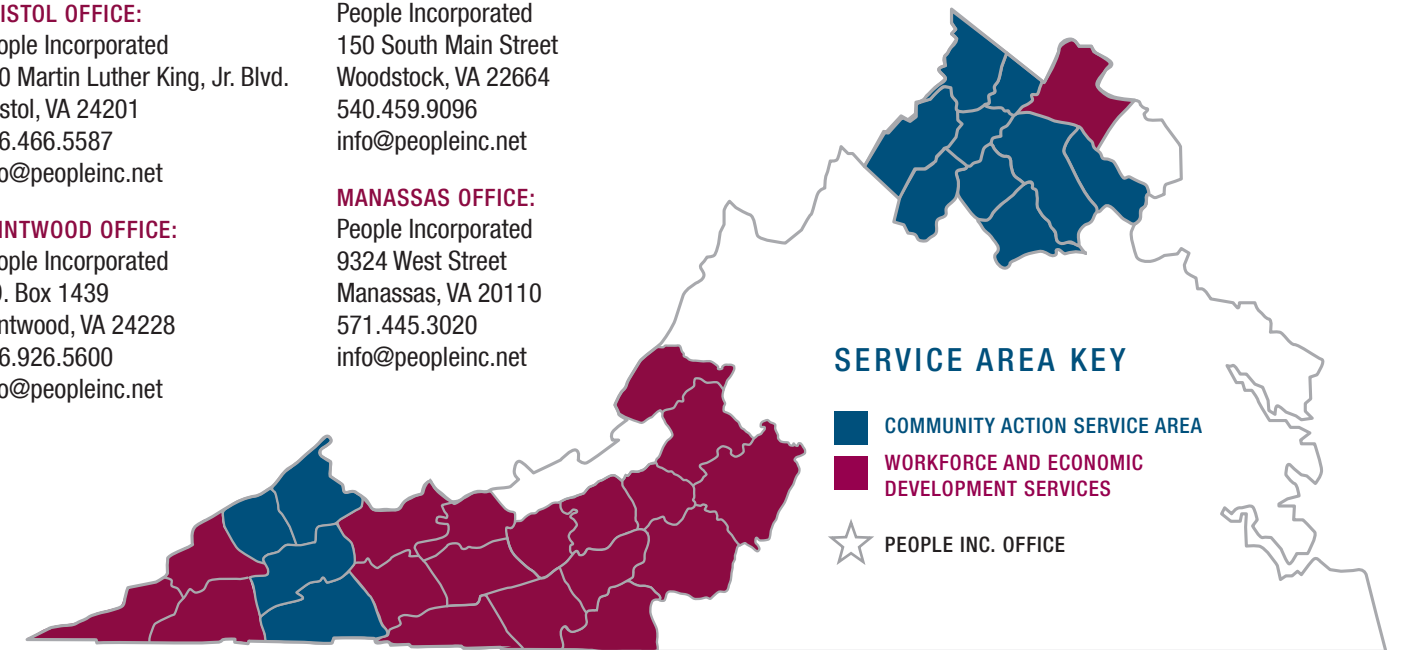 ISTOL OFFICE:
ople Incorporated
0 Martin Luther King, Jr. Blvd.
stol, VA 24201
6.466.5587
o@peopleinc.net
INTWOOD OFFICE:
ople Incorporated
. Box 1439
ntwood, VA 24228
6.926.5600
o@peopleinc.net
People Incorporated
150 South Main Street
Woodstock, VA 22664
540.459.9096
info@peopleinc.net
MANASSAS OFFICE:
People Incorporated
9324 West Street
Manassas, VA 20110
571.445.3020
info@peopleinc.net
SERVICE AREA KEY
COMMUNITY ACTION SERVICE AREA
WORKFORCE AND ECONOMIC
DEVELOPMENT SERVICES
PEOPLE INC. OFFICE